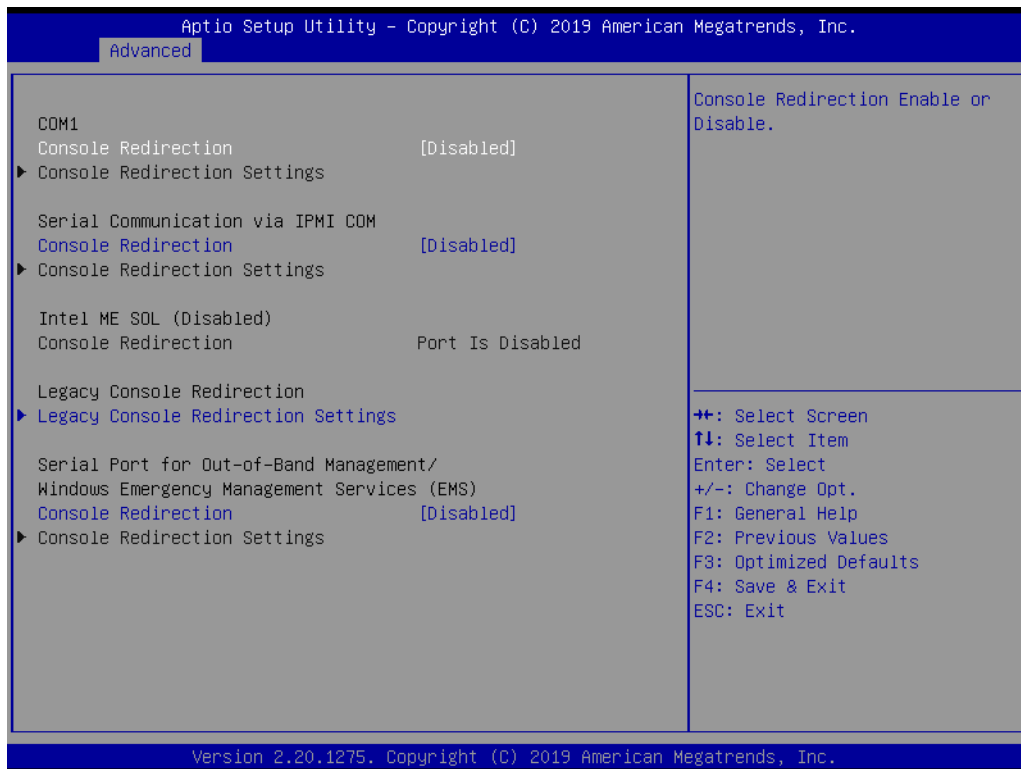 Aptio Setup Utility – Copyright (C) 2019 American Megatrends, Inc.
Advanced
COM1
Console Redirection [Disabled]
Console Redirection Settings
Serial Communication via IPMI COM
Console Redirection [Disabled]
Console Redirection Settings
Intel ME SOL (Disabled)
Console Redirection Port Is Disabled
Legacy Console Redirection
Legacy Console Redirection Settings
Serial Port for Out-of-Band Management/
Windows Emergency Management Services (EMS)
Console Redirection [Disabled]
Console Redirection Settings
Console Redirection Enable or
Disable.
→←: Select Screen
↑↓: Select Item
Enter: Select
+/-: Change Opt.
F1: General Help
F2: Previous Values
F3: Optimized Defaults
F4: Save & Exit
ESC: Exit
Version 2.20.1275. Copyright (C) 2019 American Megatrends, Inc.